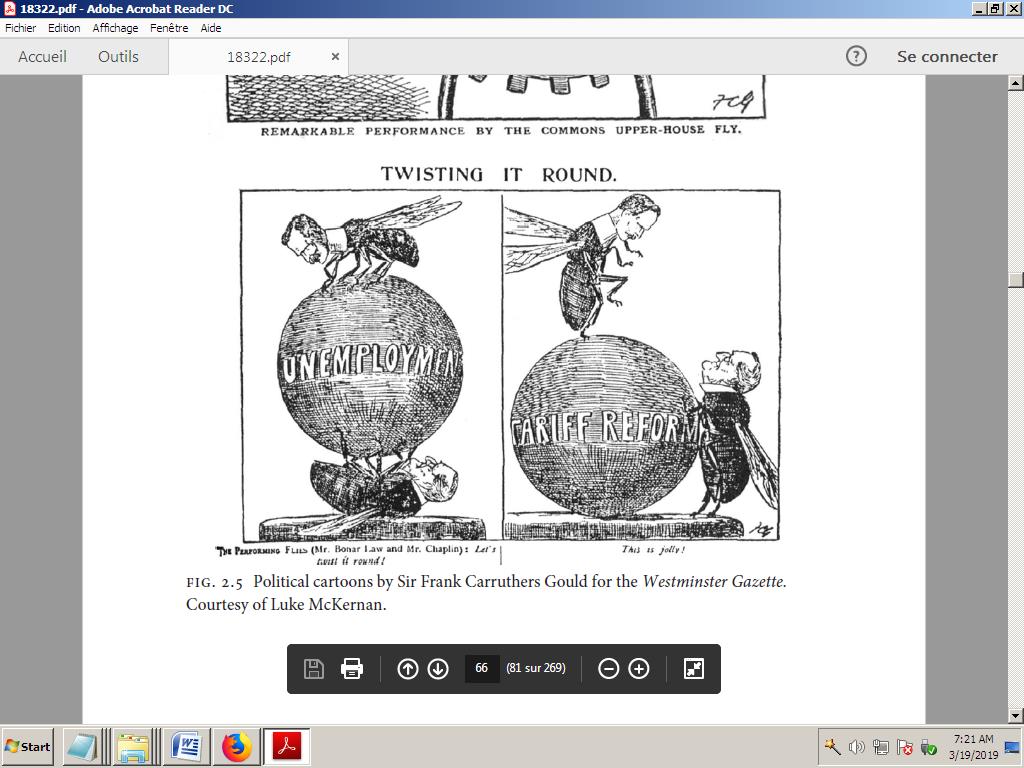 18322.pdf - Adobe Acrobat Reader DC
Fichier Edition Affichage Fenêtre Aide
Accueil Outils 18322.pdf × ? Se connecter
FCG
REMARKABLE PERFORMANCE BY THE COMMONS UPPER-HOUSE FLY.
TWISTING IT ROUND.
UNEMPLOYMEN
TARIFF REFORM
THE PERFORMING FLIES (Mr. Bonar Law and Mr. Chaplin): Let's
twist it round!
This is jolly!
FIG. 2.5 Political cartoons by Sir Frank Carruthers Gould for the Westminster Gazette.
Courtesy of Luke McKernan.
66 (81 sur 269)
Start
7:21 AM
3/19/2019